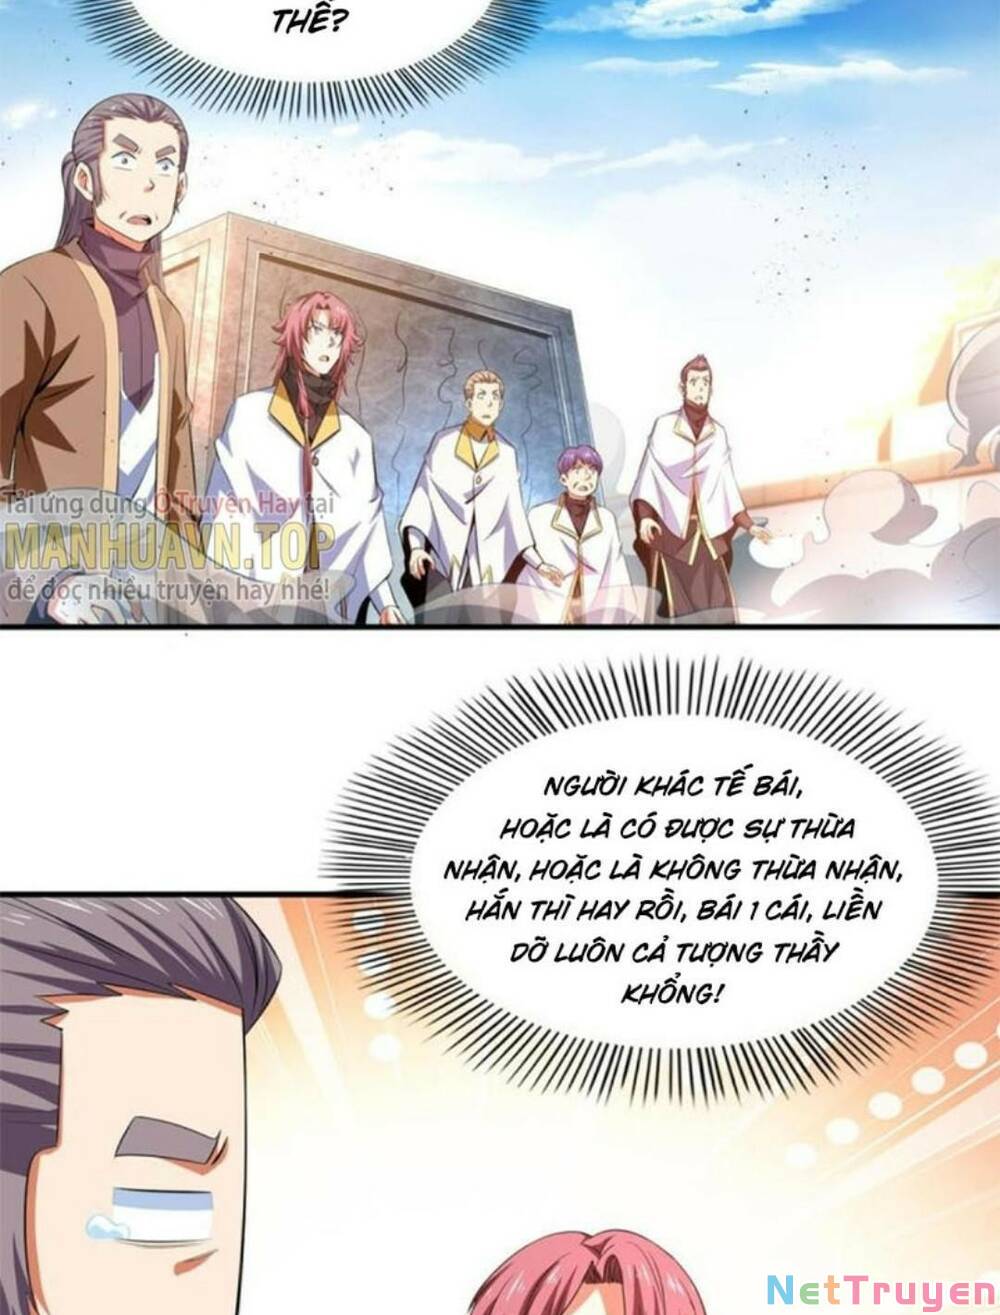 THẾ?
Tải ứng dụng Ổ Truyện Hay tại
MANHUAVN.TOP
để đọc nhiều truyện hay nhé!
NGƯỜI KHÁC TẾ BÁI,
HOẶC LÀ CÓ ĐƯỢC SỰ THỪA
NHẬN, HOẶC LÀ KHÔNG THỪA NHẬN,
HẮN THÌ HAY RỒI, BÁI 1 CÁI, LIỀN
DỠ LUÔN CẢ TƯỢNG THẦY
KHỔNG!
NetTruyen